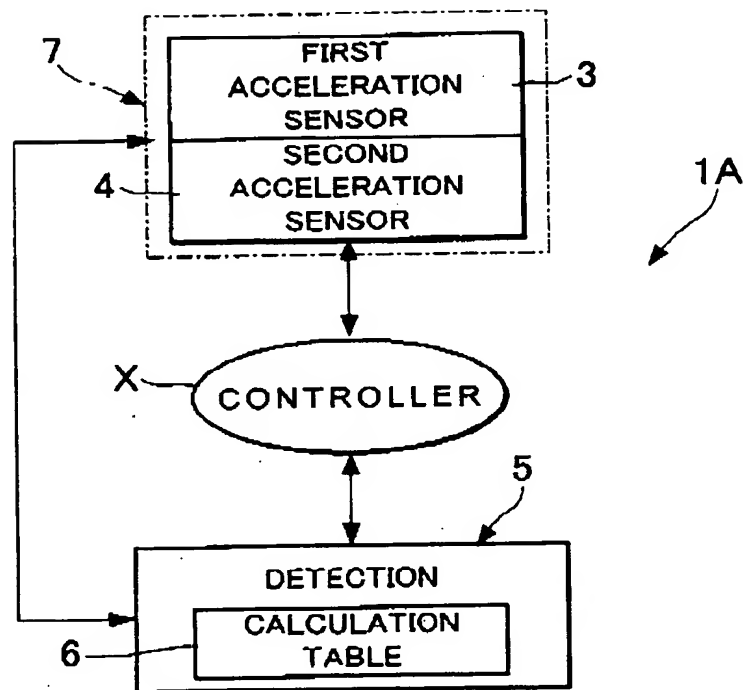 7
FIRST
ACCELERATION
SENSOR
3
4
SECOND
ACCELERATION
SENSOR
1A
X
CONTROLLER
5
DETECTION
6
CALCULATION
TABLE